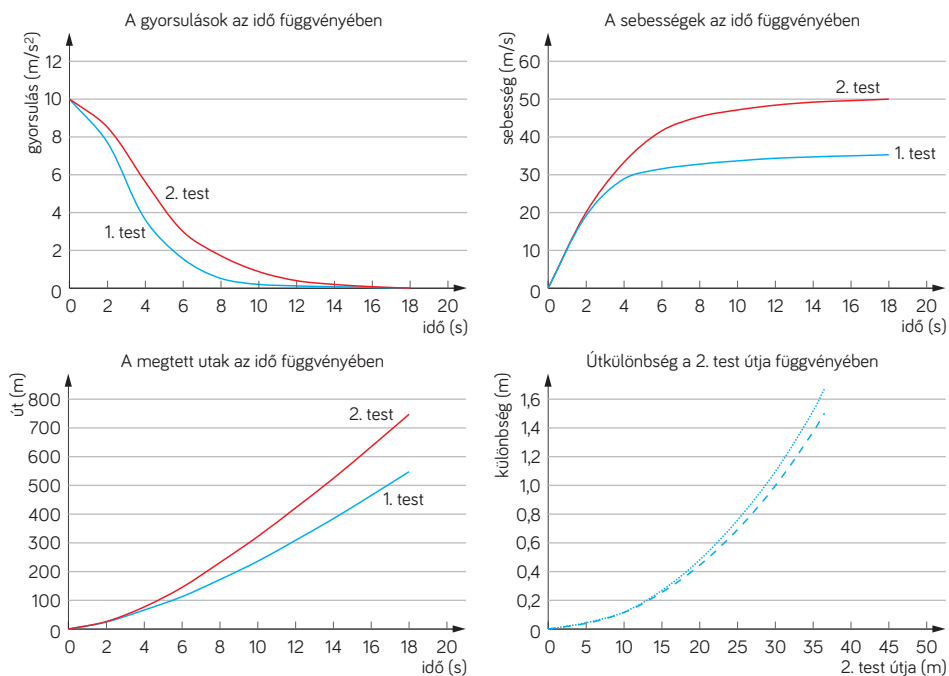 A gyorsulások az idő függvényében
gyorsulás (m/s²)
12
10
8
6
4
2
0
2. test
1. test
0 2 4 6 8 10 12 14 16 18 20
idő (s)
A sebességek az idő függvényében
sebesség (m/s)
60
50
40
30
20
10
0
2. test
1. test
0 2 4 6 8 10 12 14 16 18 20
idő (s)
A megtett utak az idő függvényében
út (m)
800
700
600
500
400
300
200
100
0
2. test
1. test
0 2 4 6 8 10 12 14 16 18 20
idő (s)
Útkülönbség a 2. test útja függvényében
különbség (m)
1,6
1,4
1,2
1,0
0,8
0,6
0,4
0,2
0
0 5 10 15 20 25 30 35 40 45 50
2. test útja (m)